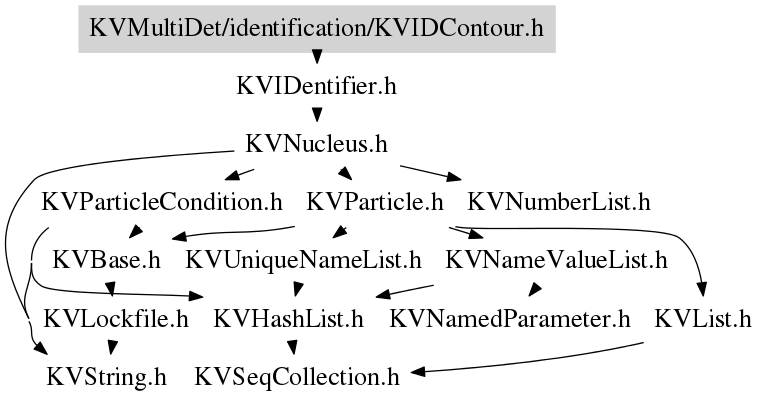 KVMultiDet/identification/KVIDContour.h
KVIDentifier.h
KVNucleus.h
KVParticleCondition.h KVParticle.h KVNumberList.h
KVBase.h KVUniqueNameList.h KVNameValueList.h
KVLockfile.h KVHashList.h KVNamedParameter.h KVList.h
KVString.h KVSeqCollection.h